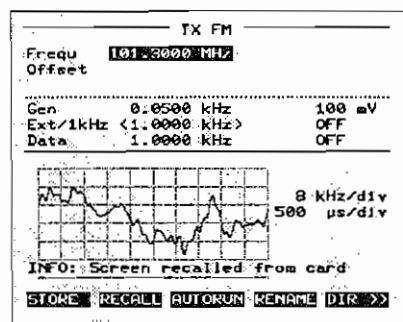 TX FM
Frequ 101.3000 MHz
Offset
Gen 0.0500 kHz 100 mV
Ext/1kHz <1.0000 kHz> OFF
Data 1.0000 kHz OFF
8 kHz/div
500 µs/div
INFO: Screen recalled from card
STORE RECALL AUTORUN RENAME DIR >>